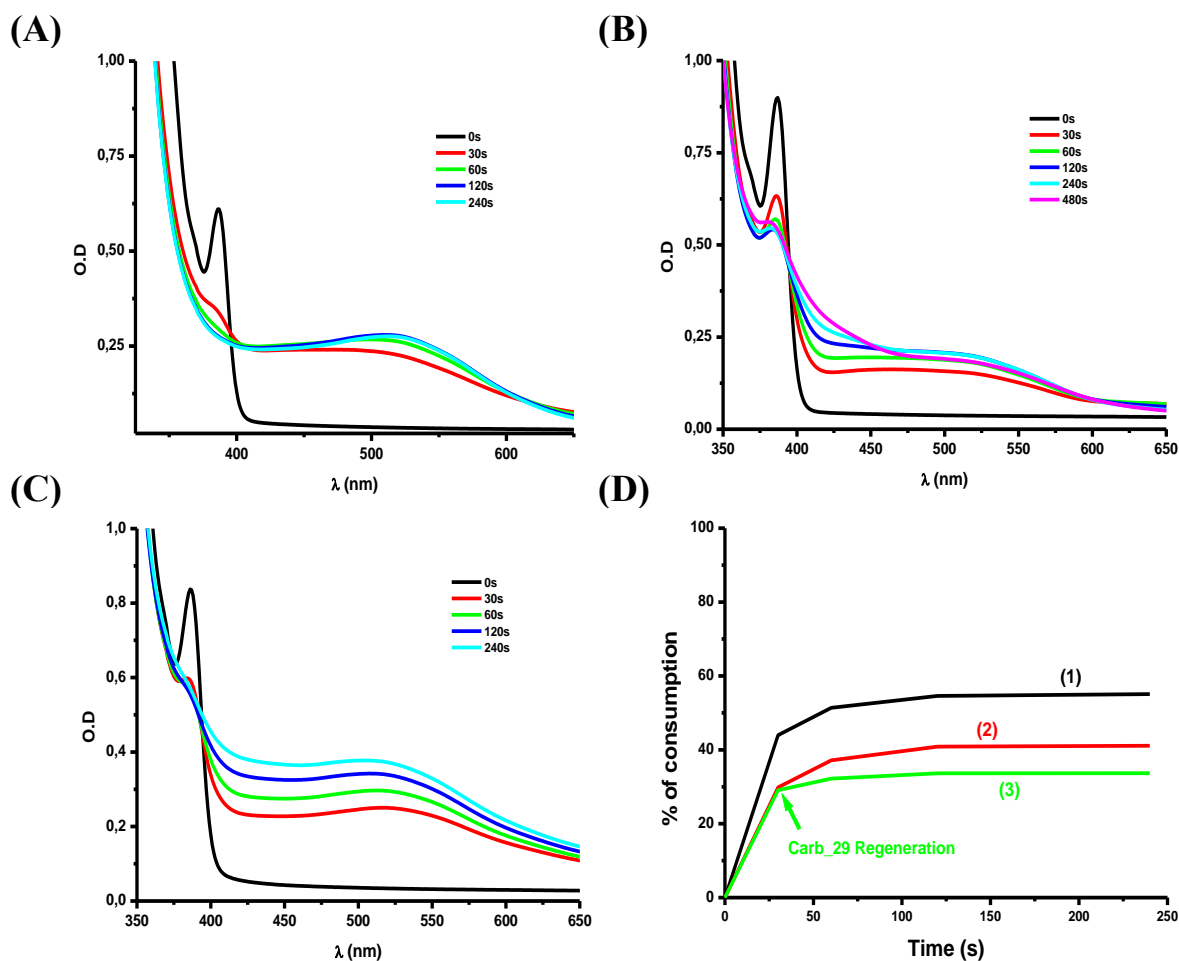 (A)
1,00
0,75
0,50
0,25
O.D
400
500
600
λ (nm)
0s
30s
60s
120s
240s
(B)
1,00
0,75
0,50
0,25
0,00
O.D
350
400
450
500
550
600
650
λ (nm)
0s
30s
60s
120s
240s
480s
(C)
1,0
0,8
0,6
0,4
0,2
0,0
O.D
350
400
450
500
550
600
650
λ (nm)
0s
30s
60s
120s
240s
(D)
100
80
60
40
20
0
% of consumption
(1)
(2)
(3)
Carb_29 Regeneration
0
50
100
150
200
250
Time (s)